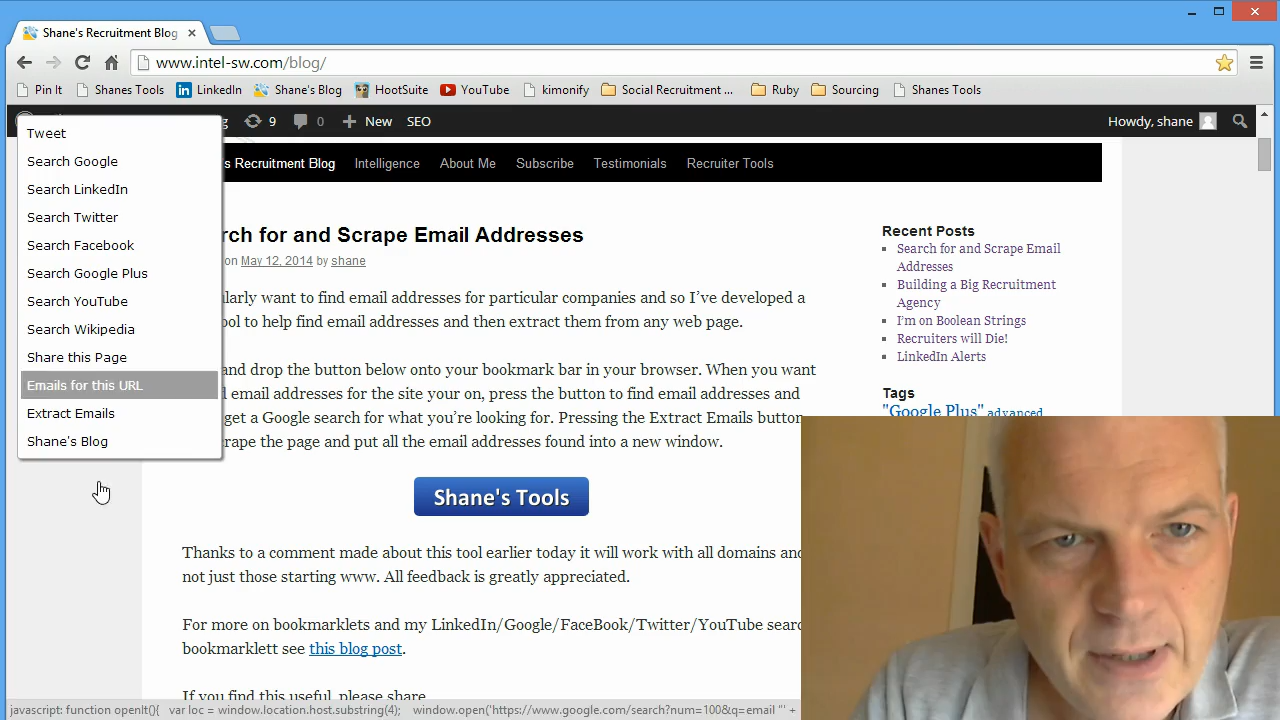 Shane's Recruitment Blog
www.intel-sw.com/blog/
Pin It Shanes Tools LinkedIn Shane's Blog HootSuite YouTube kimonify Social Recruitment ... Ruby Sourcing Shanes Tools
9 0 New SEO Howdy, shane
Tweet
Search Google
Search LinkedIn
Search Twitter
Search Facebook
Search Google Plus
Search YouTube
Search Wikipedia
Share this Page
Emails for this URL
Extract Emails
Shane's Blog
s Recruitment Blog Intelligence About Me Subscribe Testimonials Recruiter Tools
rch for and Scrape Email Addresses
on May 12, 2014 by shane
ularly want to find email addresses for particular companies and so I've developed a
ool to help find email addresses and then extract them from any web page.
and drop the button below onto your bookmark bar in your browser. When you want
email addresses for the site your on, press the button to find email addresses and
get a Google search for what you're looking for. Pressing the Extract Emails button
rape the page and put all the email addresses found into a new window.
Shane's Tools
Thanks to a comment made about this tool earlier today it will work with all domains and
not just those starting www. All feedback is greatly appreciated.
For more on bookmarklets and my LinkedIn/Google/FaceBook/Twitter/YouTube searc
bookmarklett see this blog post.
If you find this useful, please share
Recent Posts
Search for and Scrape Email
Addresses
Building a Big Recruitment
Agency
I'm on Boolean Strings
Recruiters will Die!
LinkedIn Alerts
Tags
"Google Plus" advanced
javascript: function openIt(){ var loc = window.location.host.substring(4); window.open('https://www.google.com/search?num=100&q=email "' +